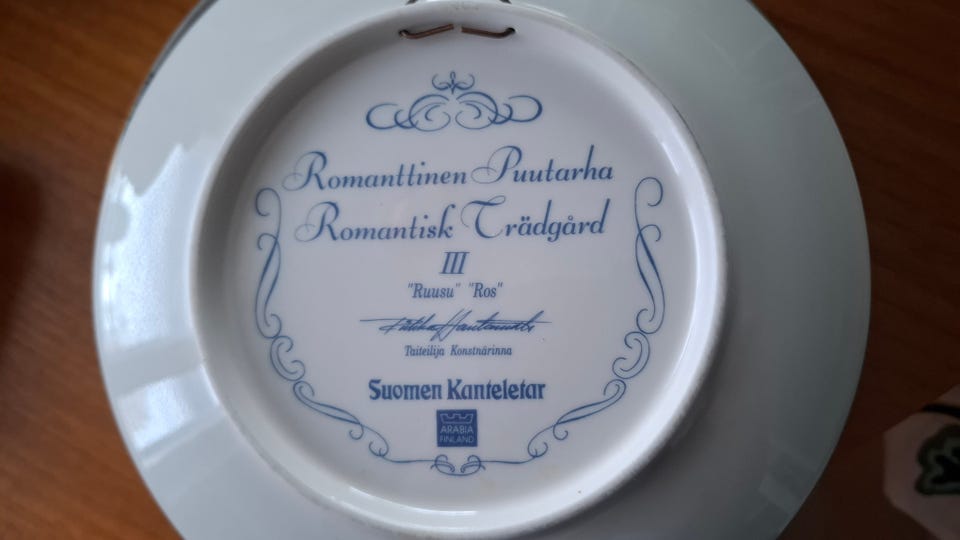 Romanttinen Puutarha
Romantisk Trädgård
III
"Ruusu" "Ros"
Taiteilija Konstnärinna
Suomen Kanteletar
ARABIA
FINLAND